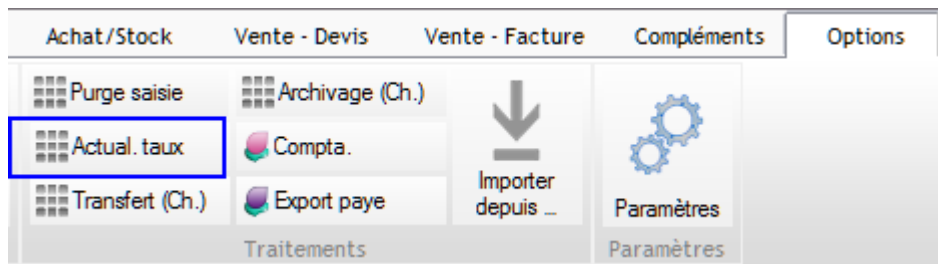 Achat/Stock Vente - Devis Vente - Facture Compléments Options
Purge saisie Archivage (Ch.)
Actual. taux Compta.
Transfert (Ch.) Export paye
Importer
depuis ...
Paramètres
Traitements Paramètres